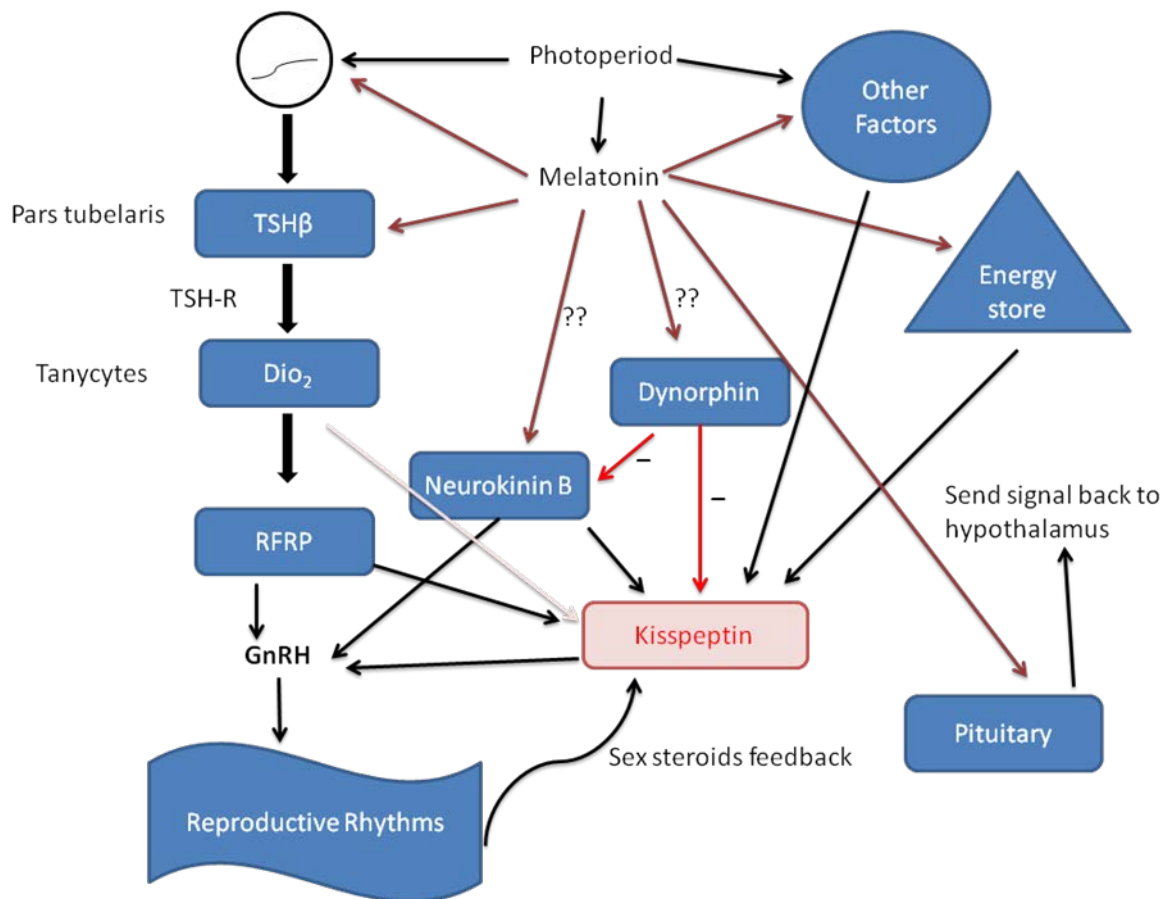 Photoperiod
Other
Factors
Melatonin
Pars tubelaris
TSHβ
Energy
store
TSH-R
??
??
Tanycytes
Dio₂
Dynorphin
–
–
Neurokinin B
Send signal back to
hypothalamus
RFRP
Kisspeptin
GnRH
Pituitary
Sex steroids feedback
Reproductive Rhythms